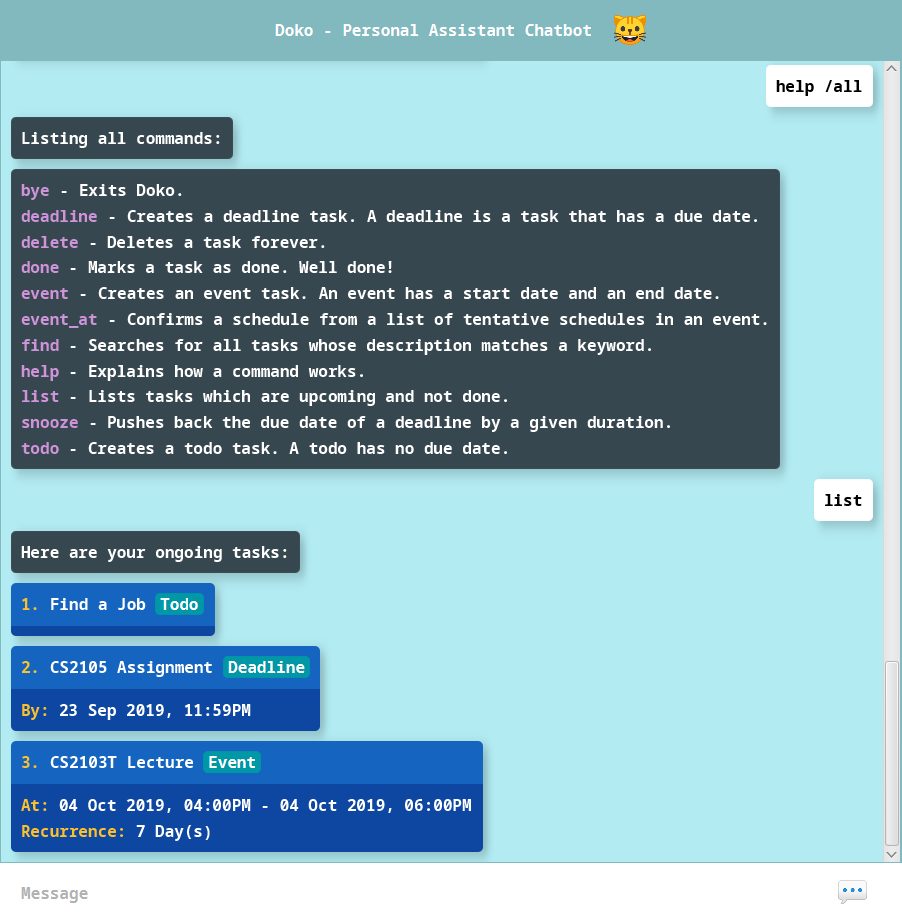 Doko - Personal Assistant Chatbot
help /all
Listing all commands:
bye - Exits Doko.
deadline - Creates a deadline task. A deadline is a task that has a due date.
delete - Deletes a task forever.
done - Marks a task as done. Well done!
event - Creates an event task. An event has a start date and an end date.
event_at - Confirms a schedule from a list of tentative schedules in an event.
find - Searches for all tasks whose description matches a keyword.
help - Explains how a command works.
list - Lists tasks which are upcoming and not done.
snooze - Pushes back the due date of a deadline by a given duration.
todo - Creates a todo task. A todo has no due date.
list
Here are your ongoing tasks:
1. Find a Job Todo
2. CS2105 Assignment Deadline
By: 23 Sep 2019, 11:59PM
3. CS2103T Lecture Event
At: 04 Oct 2019, 04:00PM - 04 Oct 2019, 06:00PM
Recurrence: 7 Day(s)
Message